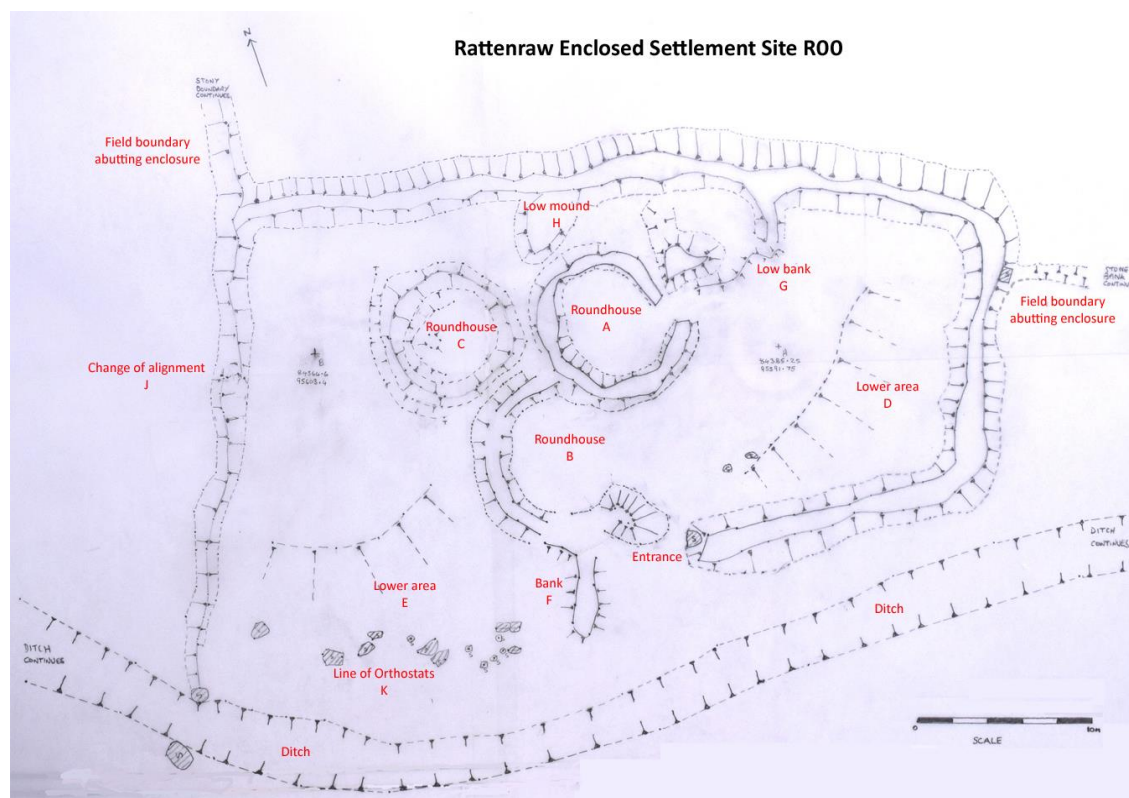 Rattenraw Enclosed Settlement Site R00
N
STONY
BOUNDARY
CONTINUES
Field boundary
abutting enclosure
Low mound
H
Low bank
G
STONE
BANK
Field boundary
abutting enclosure
Roundhouse
A
Roundhouse
C
B
A
Change of alignment
J
Lower area
D
Roundhouse
B
Entrance
DITCH
CONTINUES
Lower area
E
Bank
F
Ditch
DITCH
CONTINUES
Line of Orthostats
K
Ditch
0
10m
SCALE